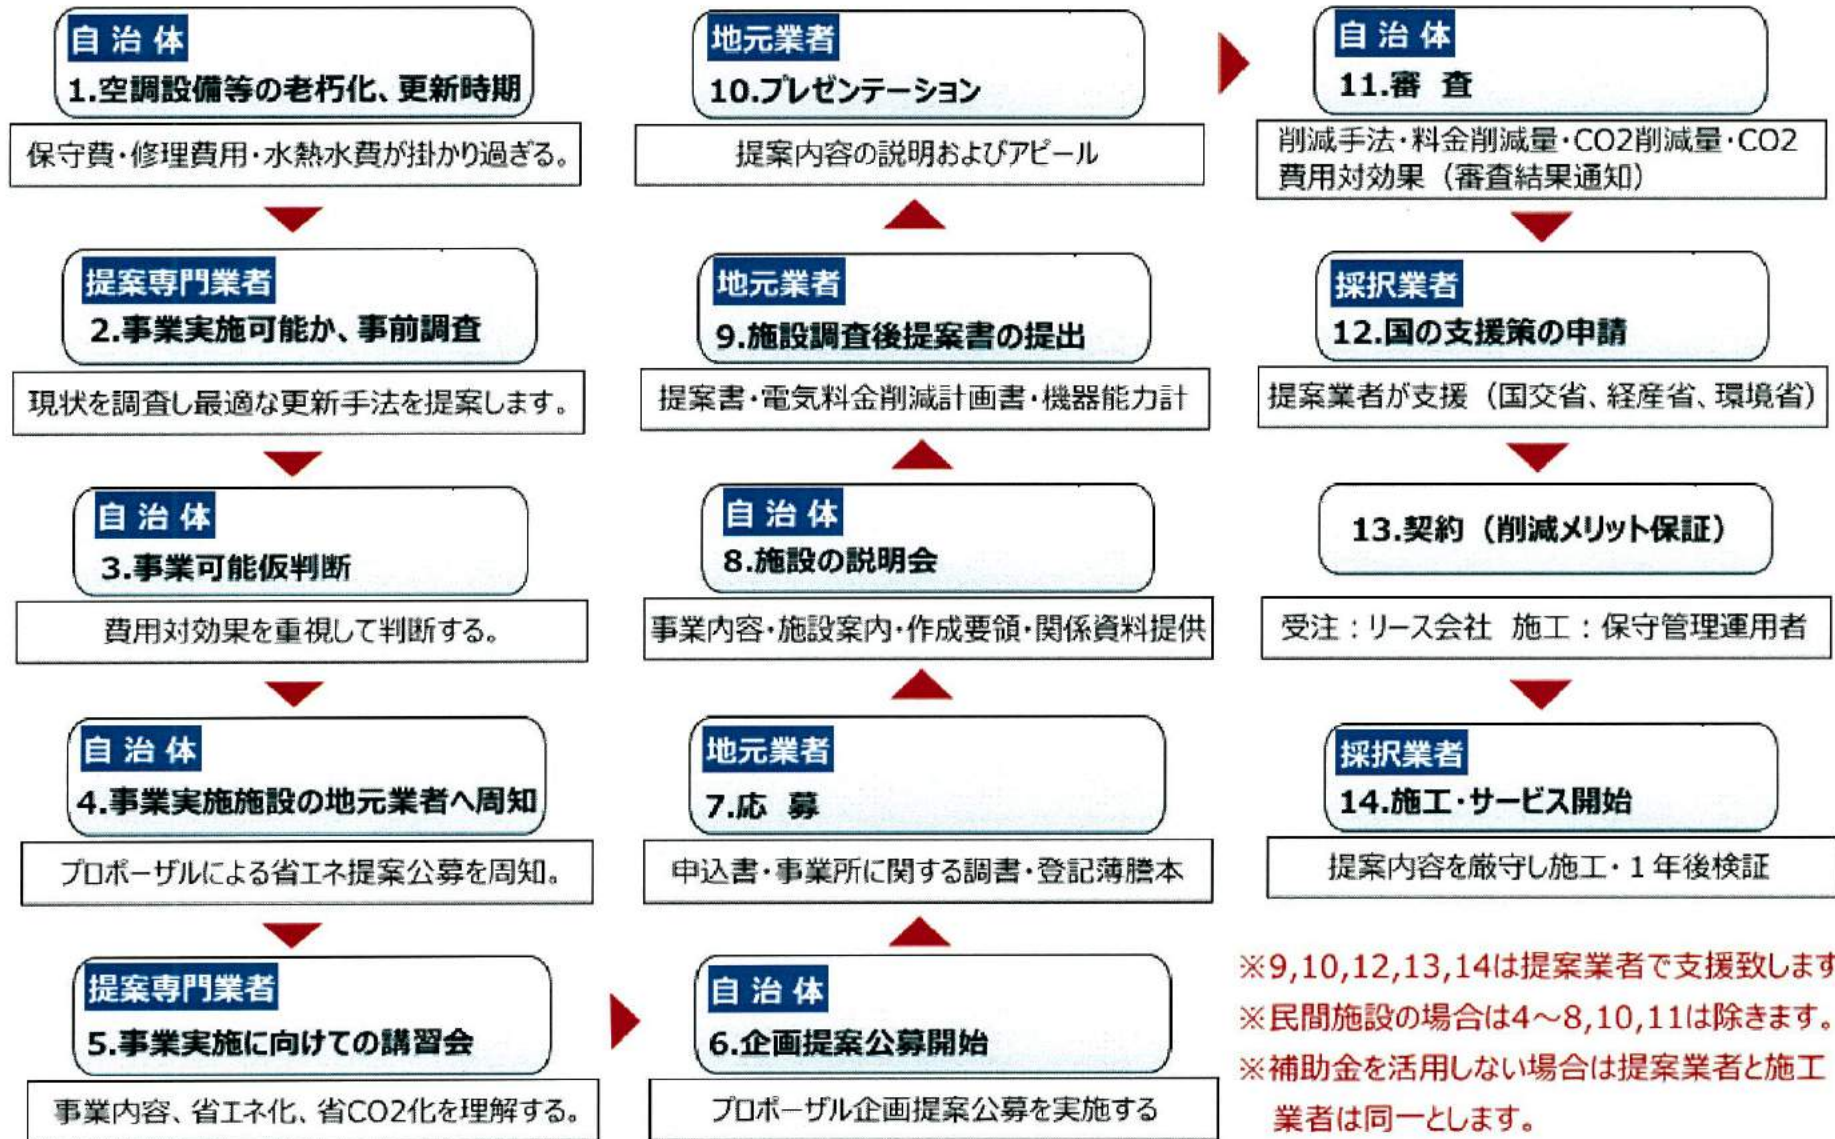 自治体
1.空調設備等の老朽化、更新時期
保守費・修理費用・水熱水費が掛かり過ぎる。
提案専門業者
2.事業実施可能か、事前調査
現状を調査し最適な更新手法を提案します。
自治体
3.事業可能仮判断
費用対効果を重視して判断する。
自治体
4.事業実施施設の地元業者へ周知
プロポーザルによる省エネ提案公募を周知。
提案専門業者
5.事業実施に向けての講習会
事業内容、省エネ化、省CO2化を理解する。
自治体
6.企画提案公募開始
プロポーザル企画提案公募を実施する
地元業者
7.応 募
申込書・事業所に関する調書・登記薄謄本
自治体
8.施設の説明会
事業内容・施設案内・作成要領・関係資料提供
地元業者
9.施設調査後提案書の提出
提案書・電気料金削減計画書・機器能力計
地元業者
10.プレゼンテーション
提案内容の説明およびアピール
自治体
11.審 査
削減手法・料金削減量・CO2削減量・CO2
費用対効果（審査結果通知）
採択業者
12.国の支援策の申請
提案業者が支援（国交省、経産省、環境省）
13.契約（削減メリット保証）
受注：リース会社 施工：保守管理運用者
採択業者
14.施工・サービス開始
提案内容を厳守し施工・１年後検証
※9,10,12,13,14は提案業者で支援致します
※民間施設の場合は4～8,10,11は除きます。
※補助金を活用しない場合は提案業者と施工
業者は同一とします。